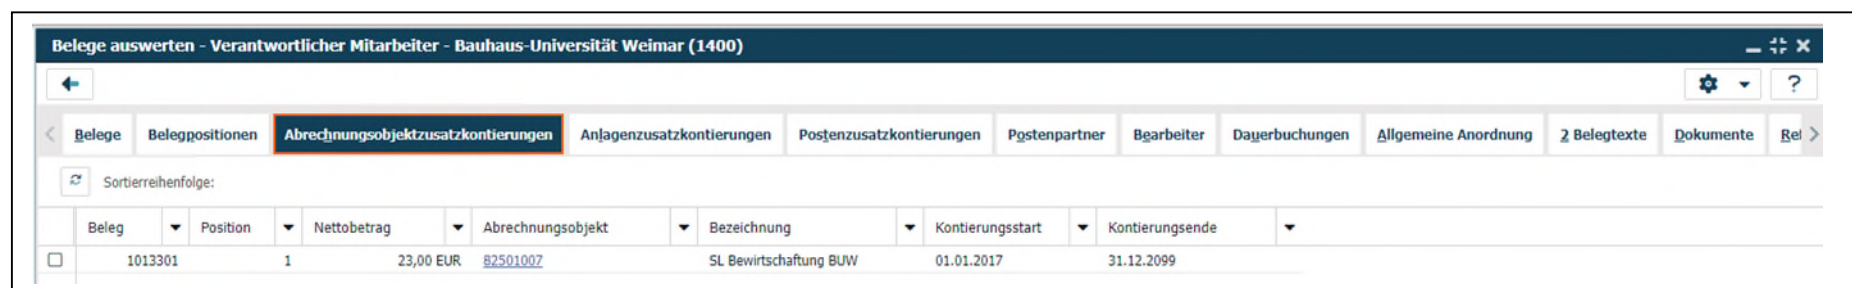 Belege auswerten - Verantwortlicher Mitarbeiter - Bauhaus-Universität Weimar (1400)
?
Belege Belegpositionen Abrechnungsobjektzusatzkontierungen Anlagenzusatzkontierungen Postenzusatzkontierungen Postenpartner Bearbeiter Dauerbuchungen Allgemeine Anordnung 2 Belegtexte Dokumente Ref
Sortierreihenfolge:
Beleg Position Nettobetrag Abrechnungsobjekt Bezeichnung Kontierungsstart Kontierungsende
1013301 1 23,00 EUR 82501007 SL Bewirtschaftung BUW 01.01.2017 31.12.2099